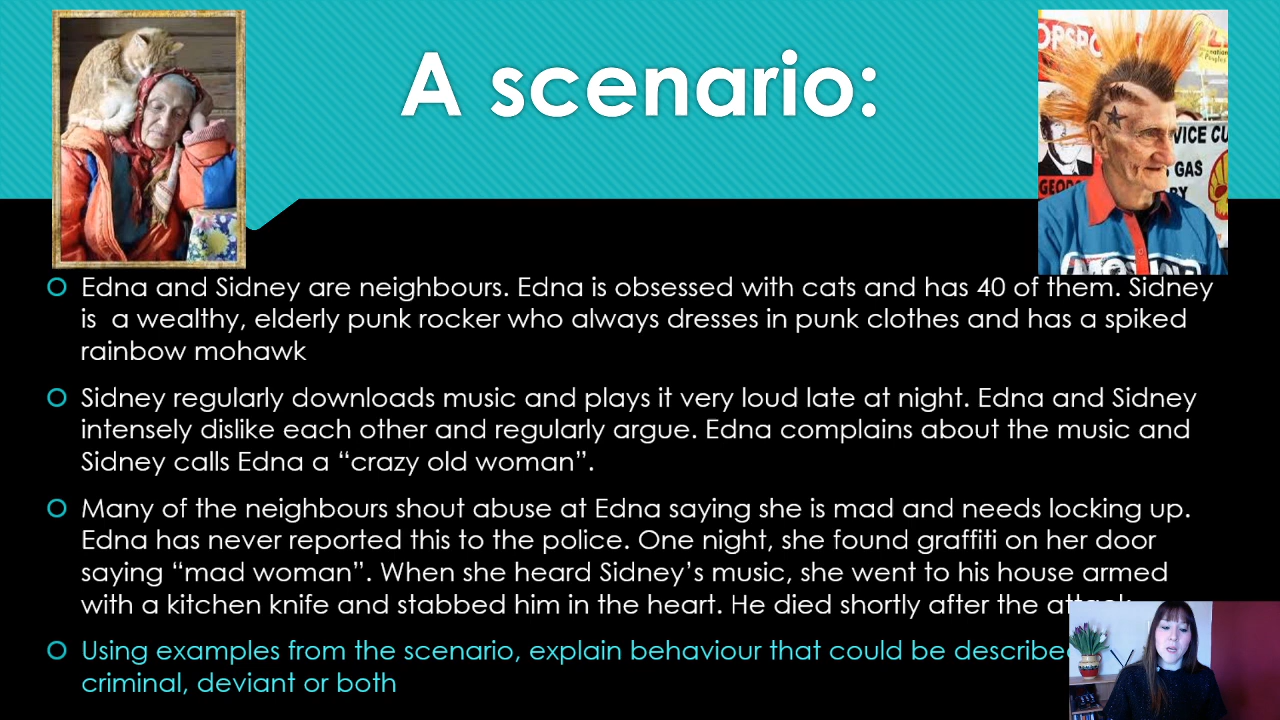 A scenario:
OPSPO
VICE CU
GAS
GEORG
Edna and Sidney are neighbours. Edna is obsessed with cats and has 40 of them. Sidney
is a wealthy, elderly punk rocker who always dresses in punk clothes and has a spiked
rainbow mohawk
Sidney regularly downloads music and plays it very loud late at night. Edna and Sidney
intensely dislike each other and regularly argue. Edna complains about the music and
Sidney calls Edna a “crazy old woman”.
Many of the neighbours shout abuse at Edna saying she is mad and needs locking up.
Edna has never reported this to the police. One night, she found graffiti on her door
saying “mad woman”. When she heard Sidney’s music, she went to his house armed
with a kitchen knife and stabbed him in the heart. He died shortly after the attack
Using examples from the scenario, explain behaviour that could be described
criminal, deviant or both